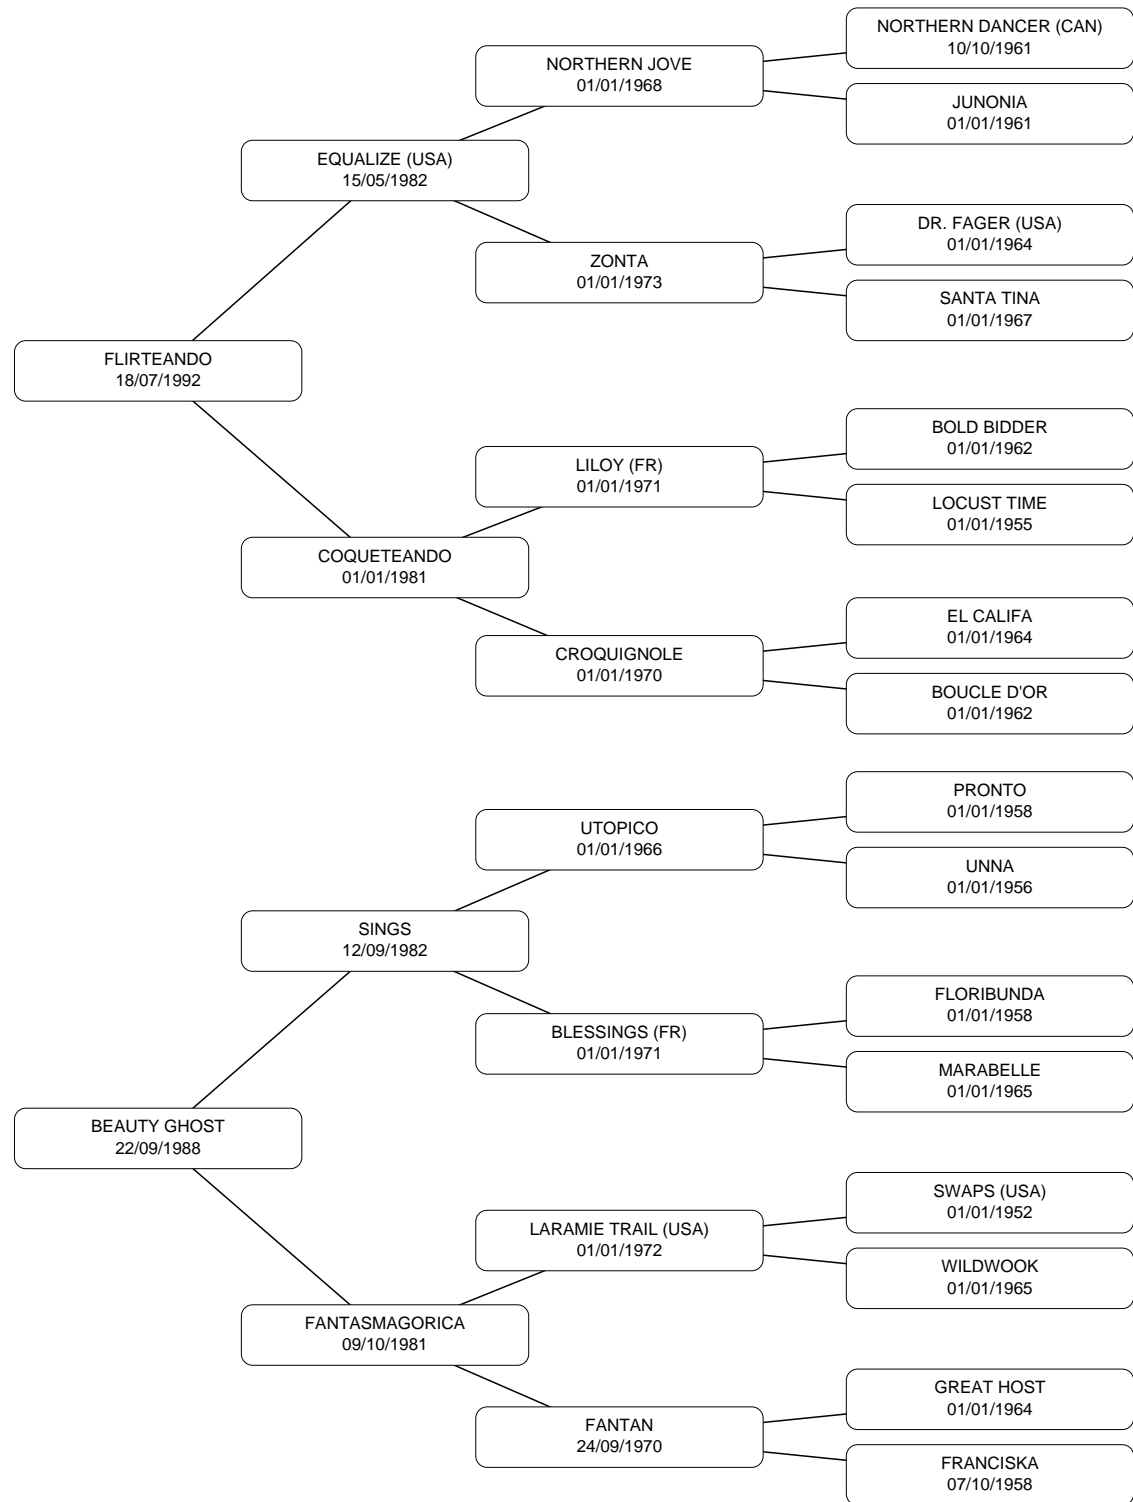 NORTHERN DANCER (CAN)
10/10/1961
NORTHERN JOVE
01/01/1968
JUNONIA
01/01/1961
EQUALIZE (USA)
15/05/1982
DR. FAGER (USA)
01/01/1964
ZONTA
01/01/1973
SANTA TINA
01/01/1967
FLIRTEANDO
18/07/1992
BOLD BIDDER
01/01/1962
LILOY (FR)
01/01/1971
LOCUST TIME
01/01/1955
COQUETEANDO
01/01/1981
EL CALIFA
01/01/1964
CROQUIGNOLE
01/01/1970
BOUCLE D'OR
01/01/1962
PRONTO
01/01/1958
UTOPICO
01/01/1966
UNNA
01/01/1956
SINGS
12/09/1982
FLORIBUNDA
01/01/1958
BLESSINGS (FR)
01/01/1971
MARABELLE
01/01/1965
BEAUTY GHOST
22/09/1988
SWAPS (USA)
01/01/1952
LARAMIE TRAIL (USA)
01/01/1972
WILDWOOK
01/01/1965
FANTASMAGORICA
09/10/1981
GREAT HOST
01/01/1964
FANTAN
24/09/1970
FRANCISKA
07/10/1958